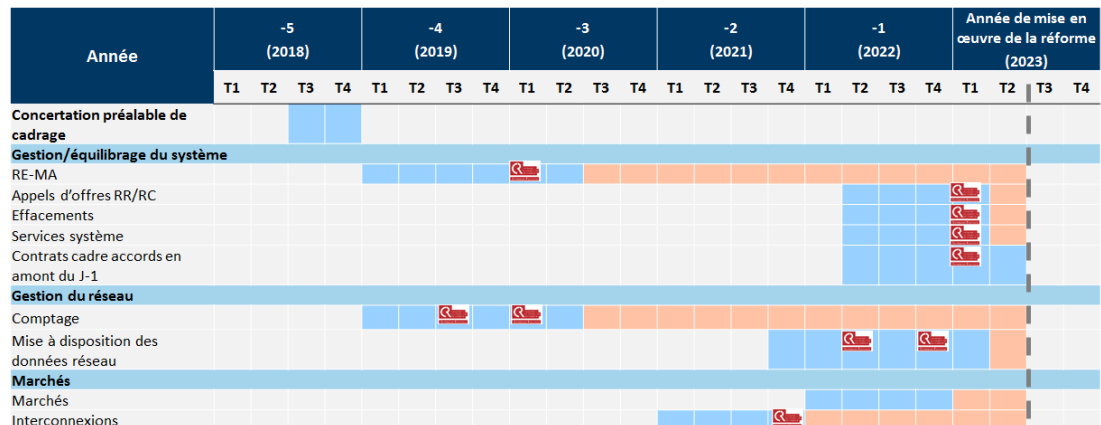 Année
-5
(2018)
-4
(2019)
-3
(2020)
-2
(2021)
-1
(2022)
Année de mise en
œuvre de la réforme
(2023)
T1 T2 T3 T4 T1 T2 T3 T4 T1 T2 T3 T4 T1 T2 T3 T4 T1 T2 T3 T4 T1 T2 T3 T4
Concertation préalable de
cadrage
Gestion/équilibrage du système
RE-MA
Appels d’offres RR/RC
Effacements
Services système
Contrats cadre accords en
amont du J-1
Gestion du réseau
Comptage
Mise à disposition des
données réseau
Marchés
Marchés
Interconnexions